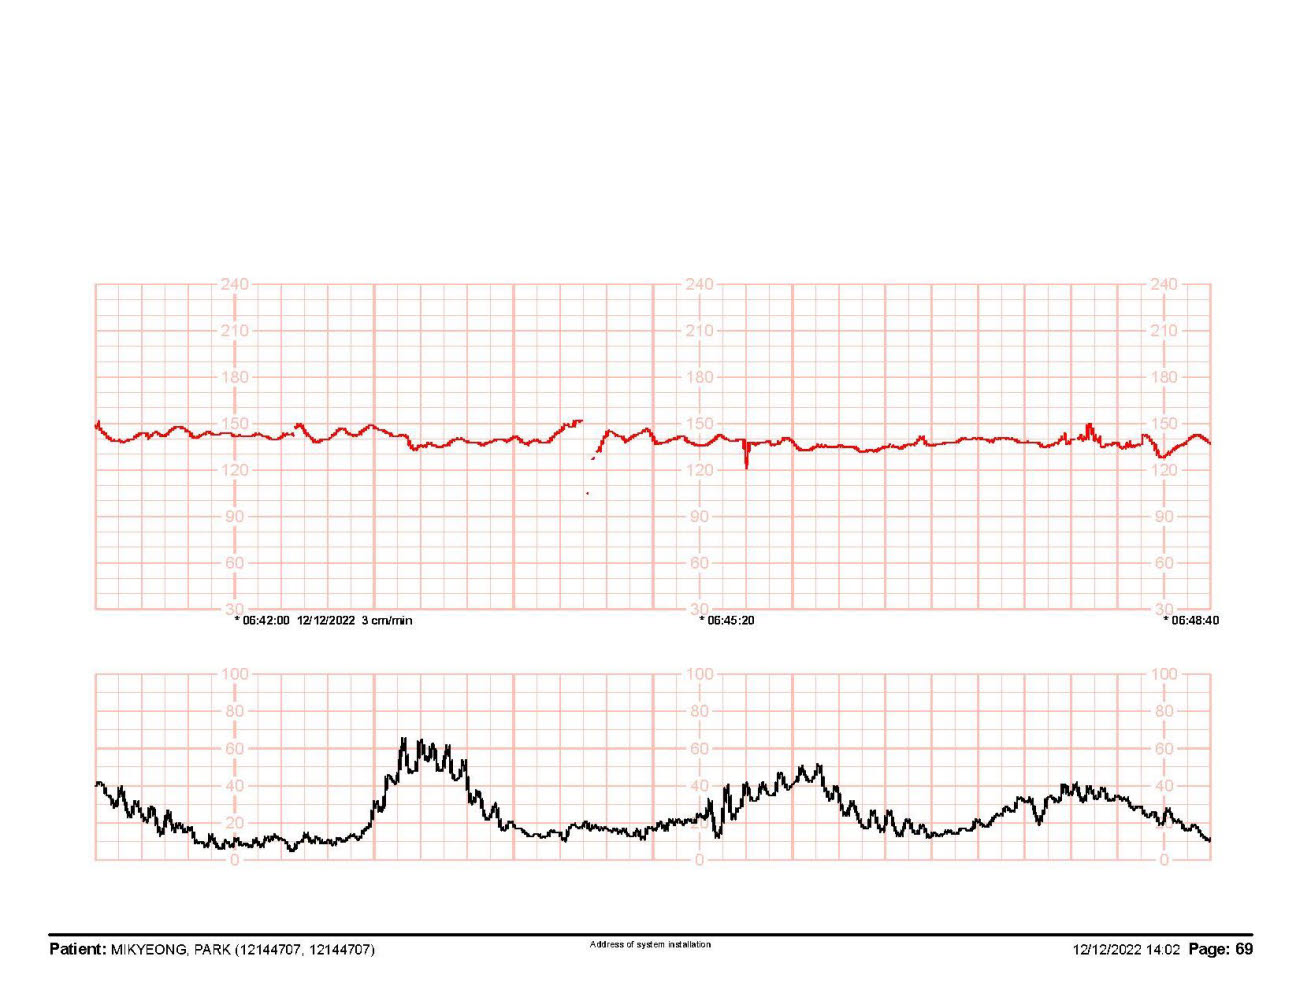 240 240 240
210 210 210
180 180 180
150 150 150
120 120 120
90 90 90
60 60 60
30 30 30
* 06:42:00 12/12/2022 3 cm/min * 06:45:20 * 06:48:40
100 100 100
80 80 80
60 60 60
40 40 40
20 20 20
0 0 0
Patient: MIKYEONG, PARK (12144707, 12144707) Address of system installation 12/12/2022 14:02 Page: 69